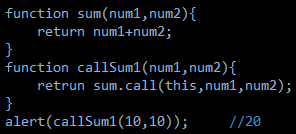 function sum(num1,num2){
    return num1+num2;
}
function callSum1(num1,num2){
    retrun sum.call(this,num1,num2);
}
alert(callSum1(10,10));     //20